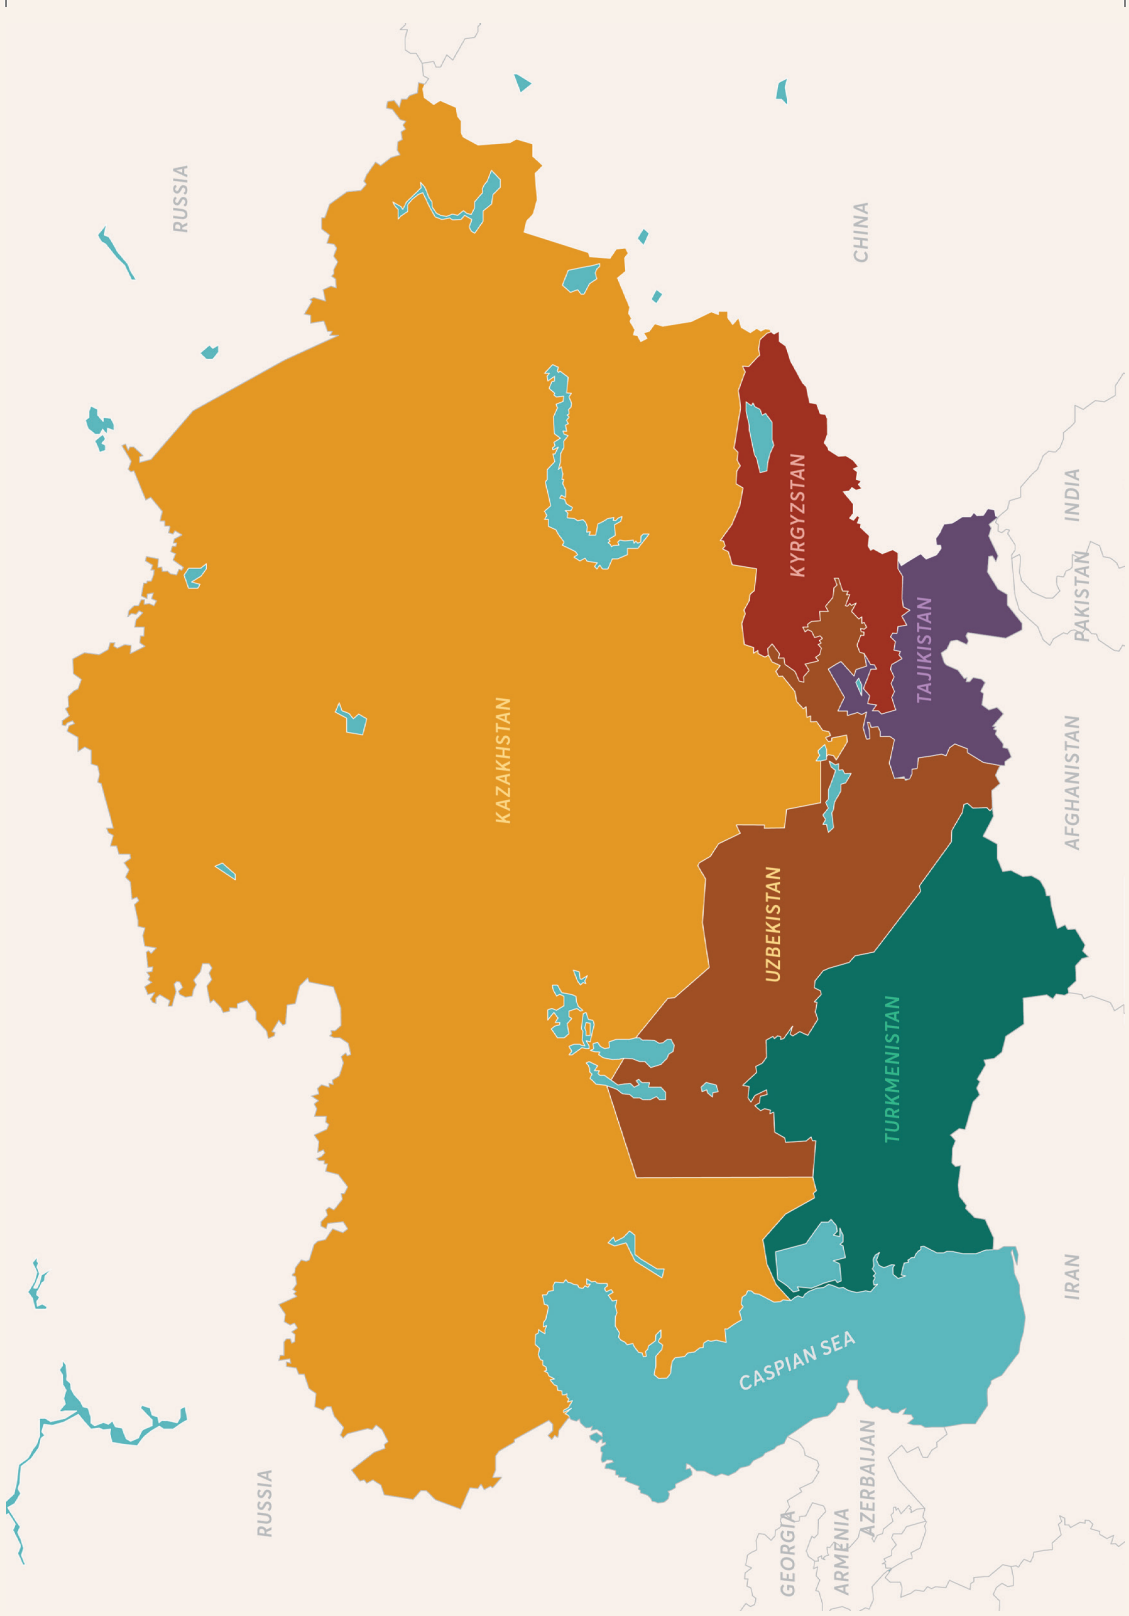 RUSSIA
CHINA
KYRGYZSTAN
INDIA
PAKISTAN
TAJIKISTAN
KAZAKHSTAN
AFGHANISTAN
UZBEKISTAN
TURKMENISTAN
IRAN
CASPIAN SEA
RUSSIA
GEORGIA
ARMENIA
AZERBAIJAN